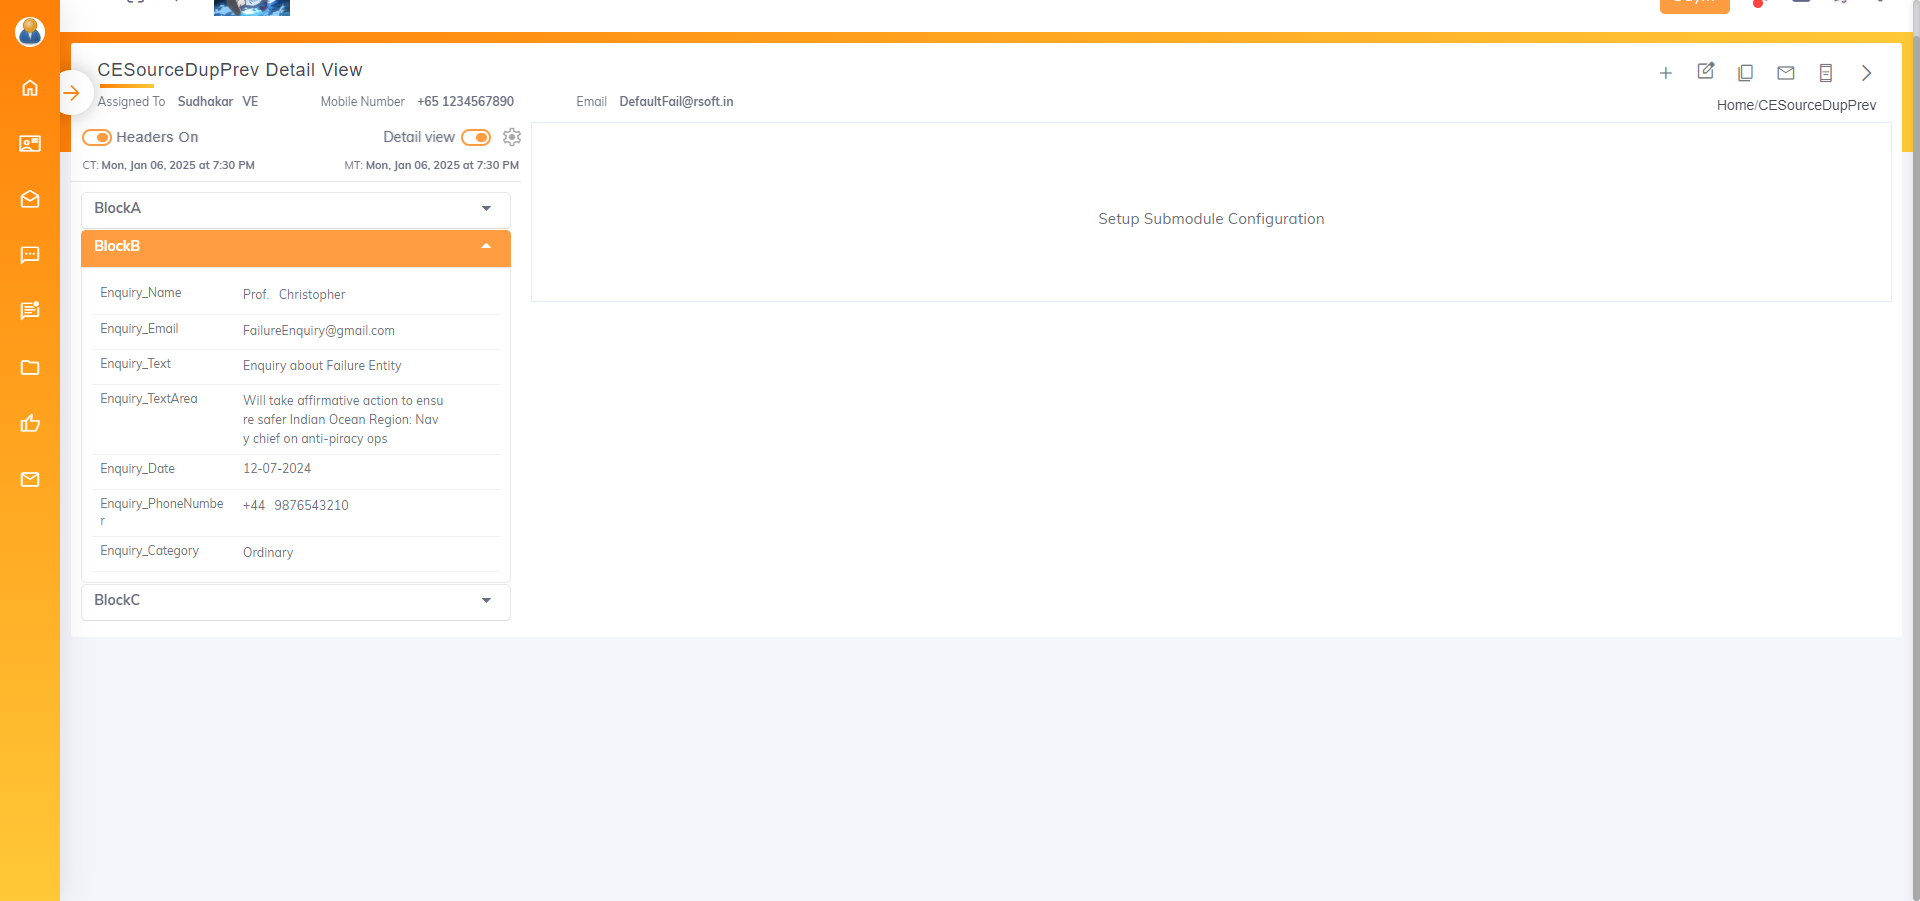 CESourceDupPrev Detail View
Assigned To Sudhakar VE Mobile Number +65 1234567890 Email DefaultFail@rsoft.in
Home/CESourceDupPrev
Headers On Detail view
CT: Mon, Jan 06, 2025 at 7:30 PM MT: Mon, Jan 06, 2025 at 7:30 PM
BlockA
Setup Submodule Configuration
BlockB
Enquiry_Name Prof. Christopher
Enquiry_Email FailureEnquiry@gmail.com
Enquiry_Text Enquiry about Failure Entity
Enquiry_TextArea Will take affirmative action to ensu
re safer Indian Ocean Region: Nav
y chief on anti-piracy ops
Enquiry_Date 12-07-2024
Enquiry_PhoneNumbe +44 9876543210
r
Enquiry_Category Ordinary
BlockC